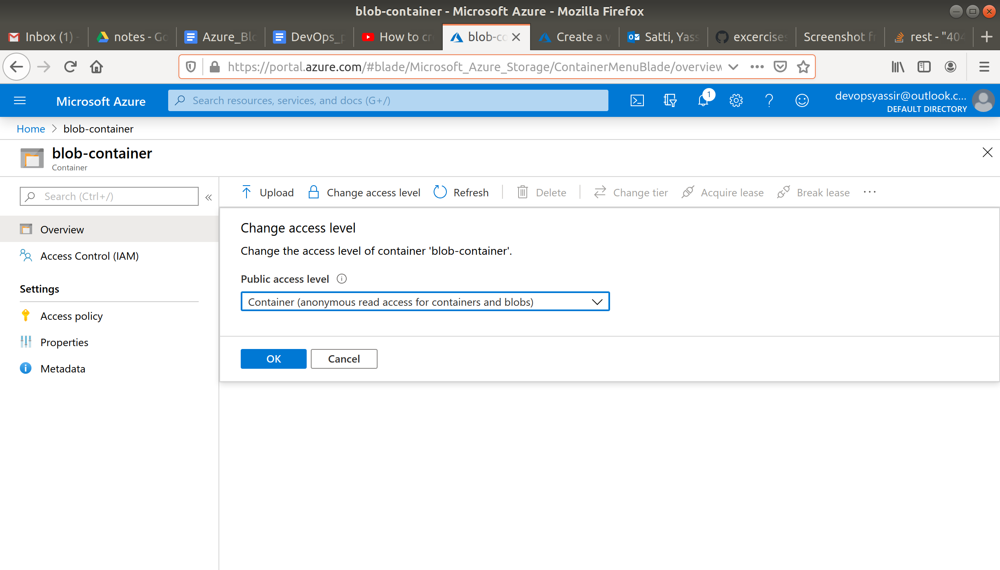 blob-container - Microsoft Azure - Mozilla Firefox
Inbox (1) -
notes - Go
Azure_Blo
DevOps_p
How to cr
blob-co
Create a v
Satti, Yass
excercises
Screenshot fr
rest - "404
https://portal.azure.com/#blade/Microsoft_Azure_Storage/ContainerMenuBlade/overview
Microsoft Azure
Search resources, services, and docs (G+/)
1
devopsyassir@outlook.c...
DEFAULT DIRECTORY
Home > blob-container
blob-container
Container
Search (Ctrl+/)
«
Upload
Change access level
Refresh
Delete
Change tier
Acquire lease
Break lease
...
Overview
Access Control (IAM)
Settings
Access policy
Properties
Metadata
Change access level
Change the access level of container 'blob-container'.
Public access level
Container (anonymous read access for containers and blobs)
OK
Cancel